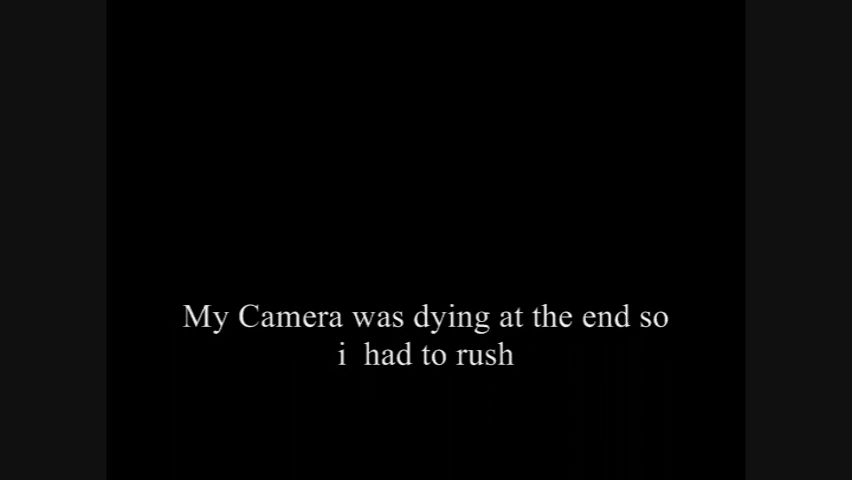 My Camera was dying at the end so
i  had to rush